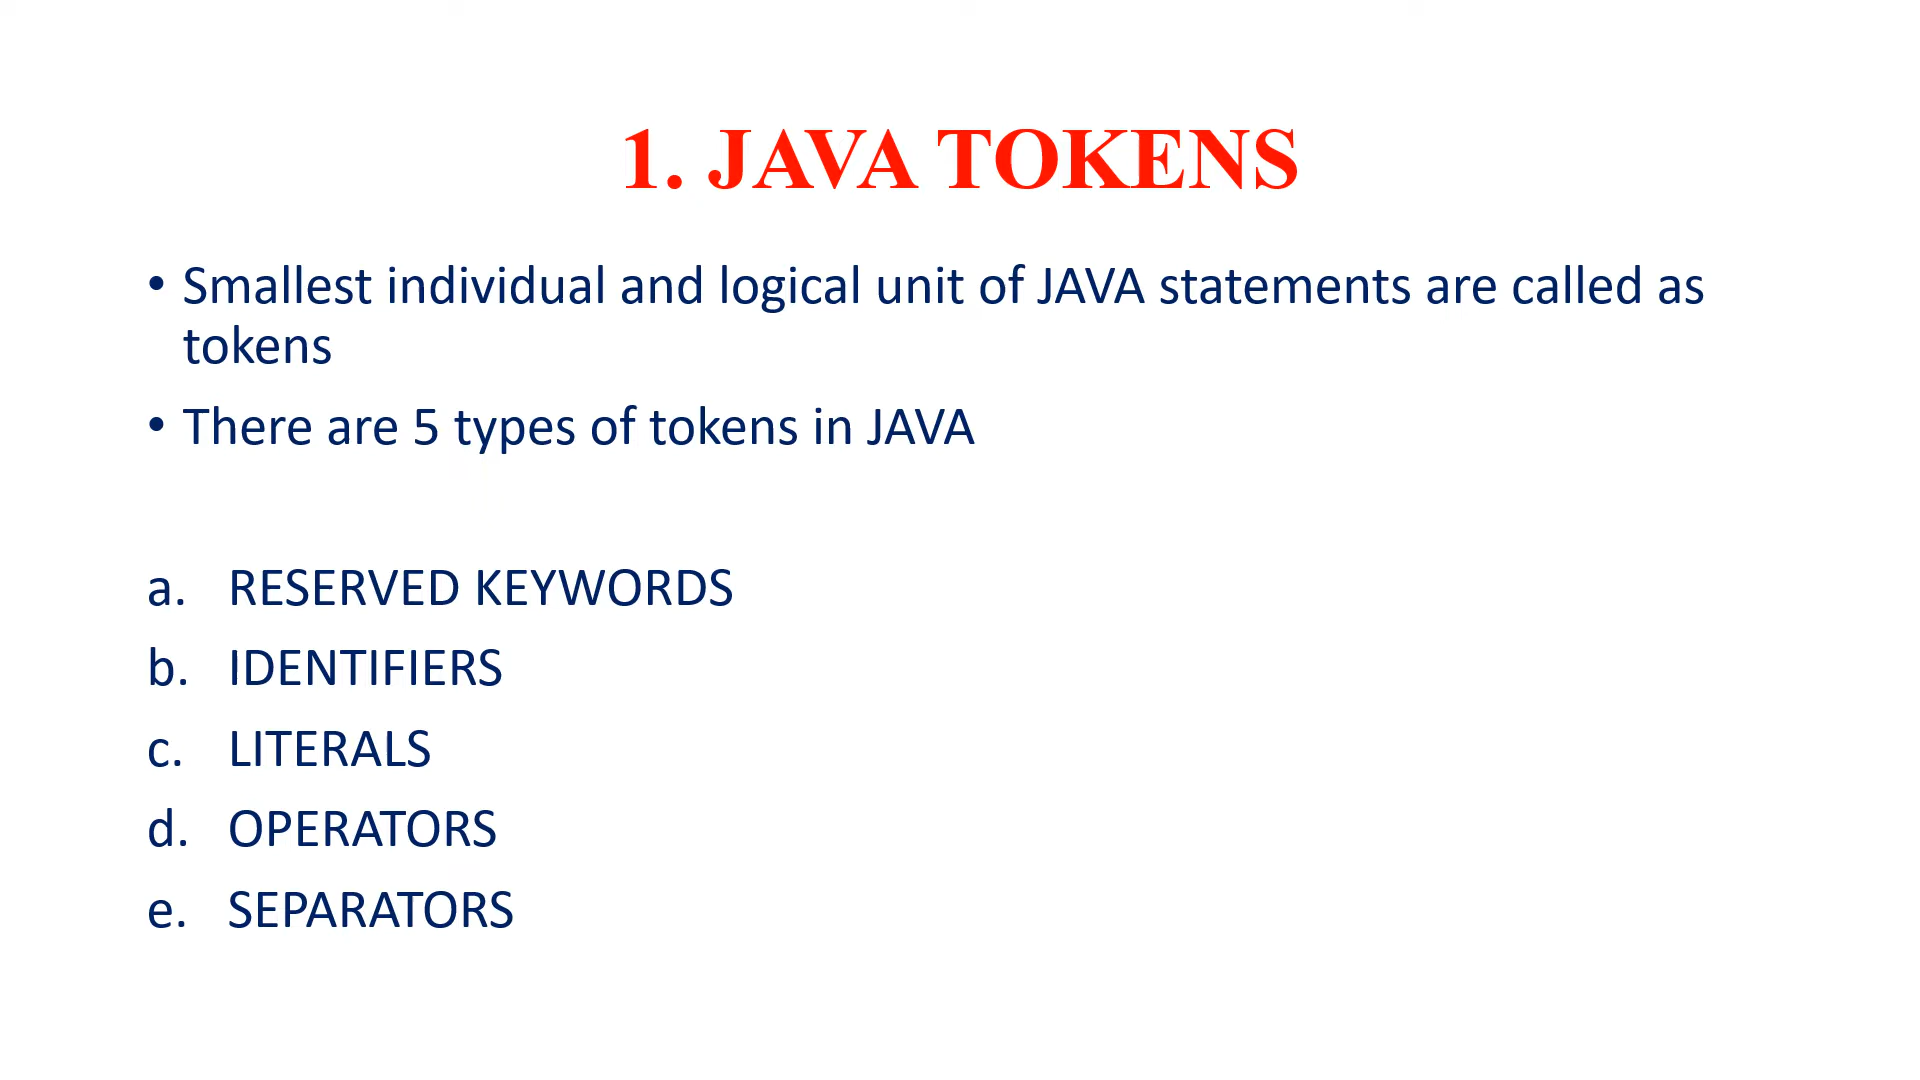 1. JAVA TOKENS
• Smallest individual and logical unit of JAVA statements are called as
tokens
• There are 5 types of tokens in JAVA
a. RESERVED KEYWORDS
b. IDENTIFIERS
c. LITERALS
d. OPERATORS
e. SEPARATORS